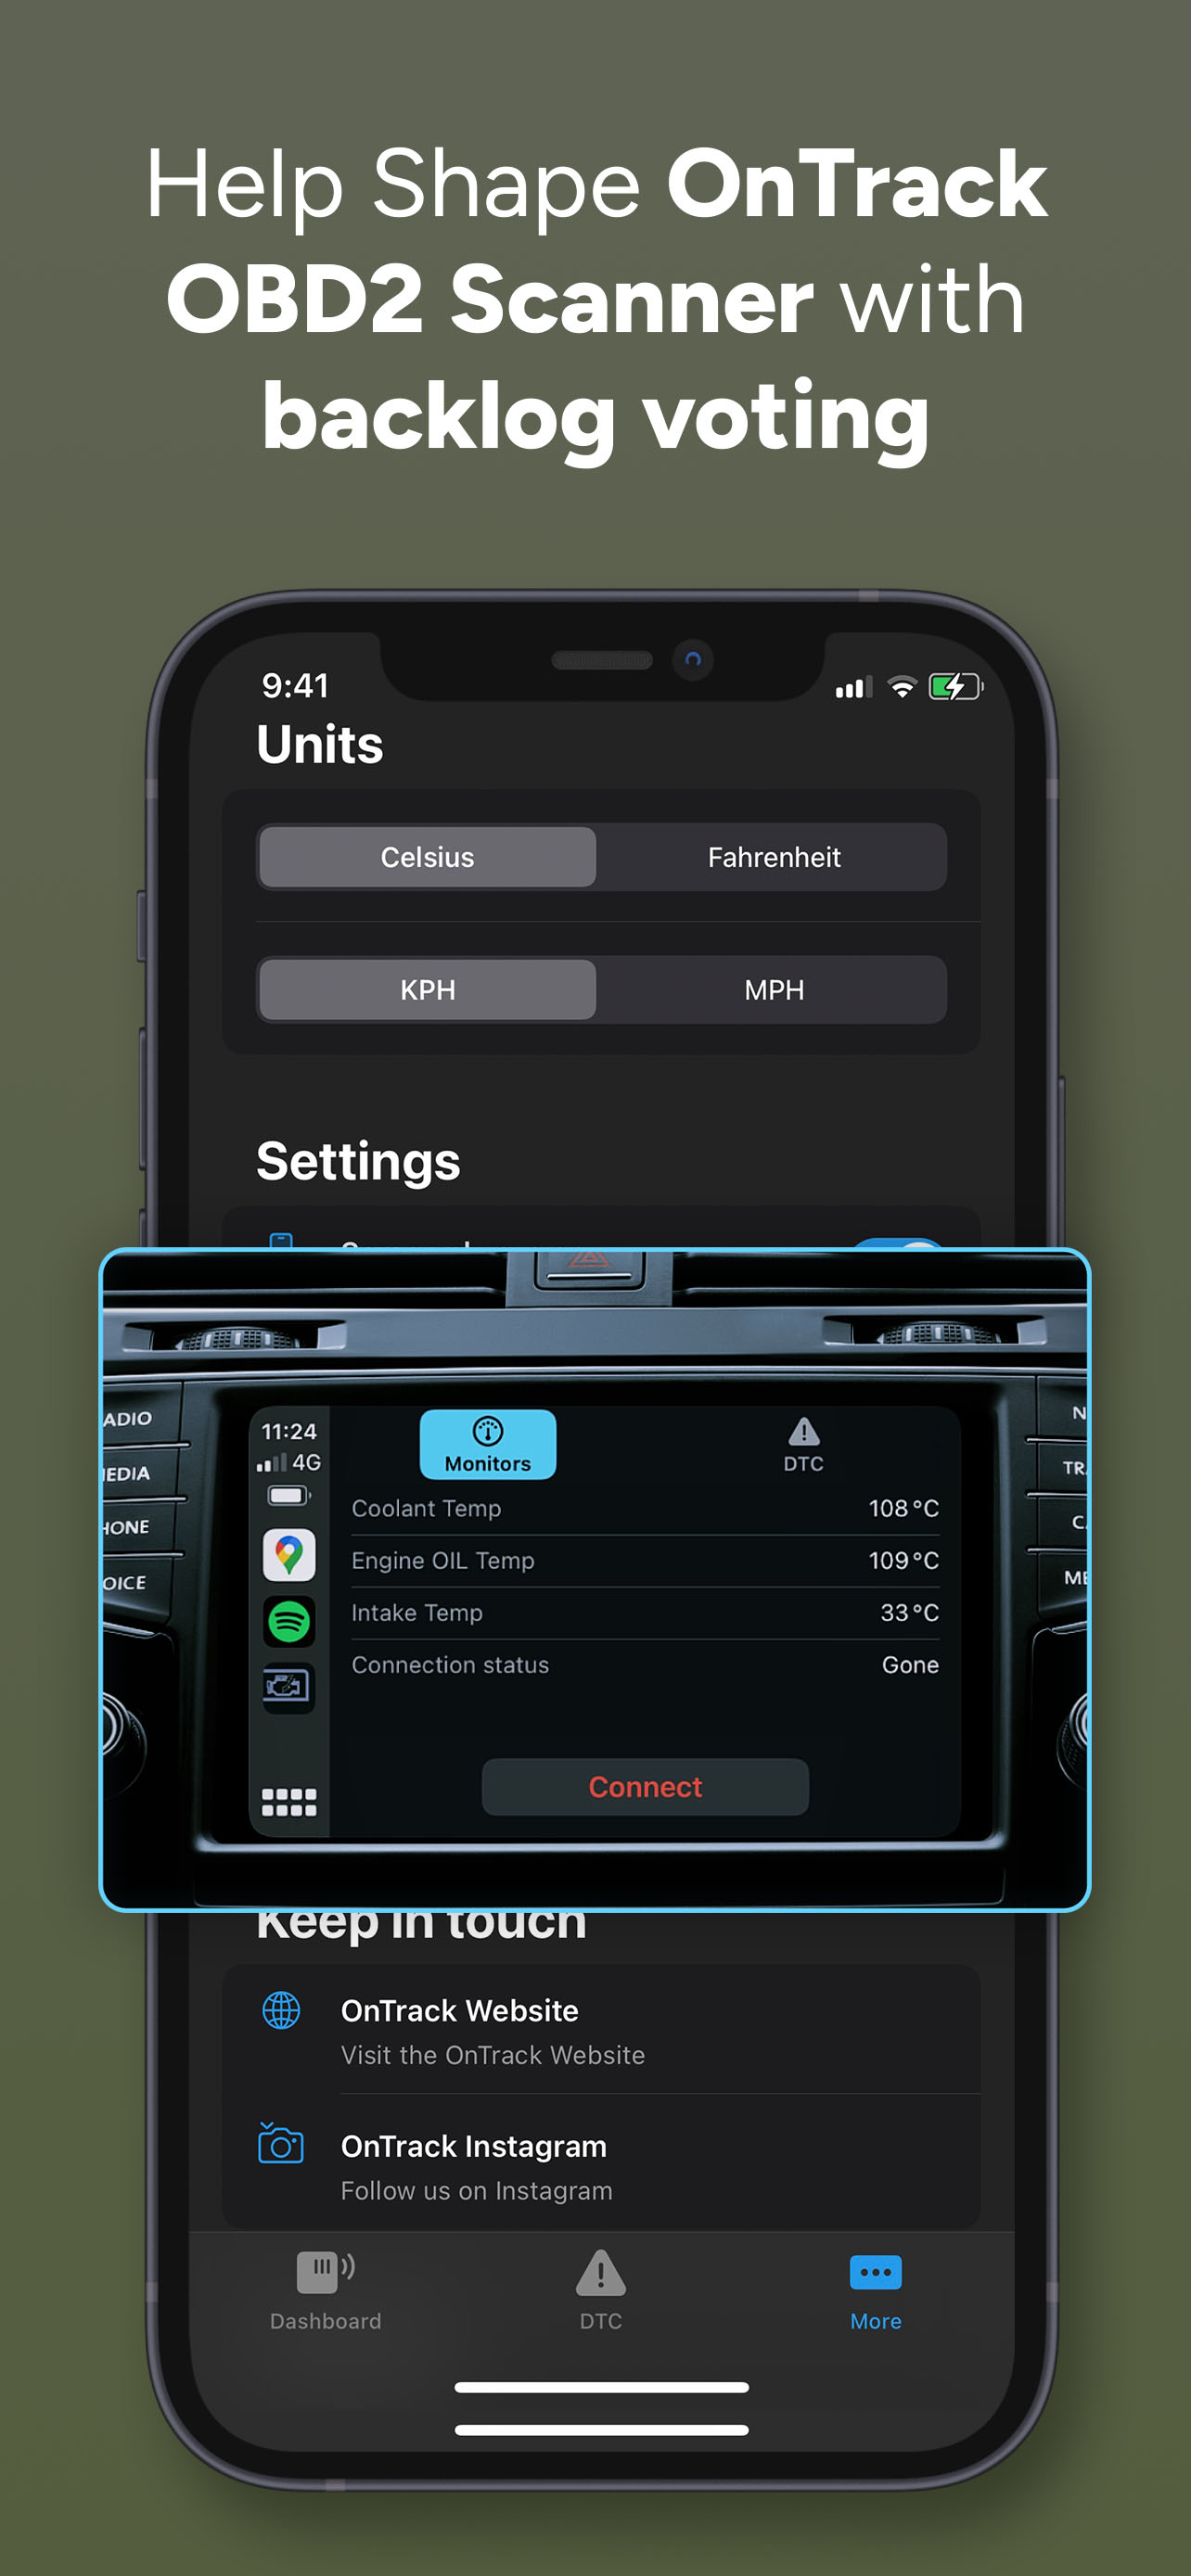 Help Shape OnTrack
OBD2 Scanner with
backlog voting
9:41
Units
Celsius Fahrenheit
KPH MPH
Settings
ADIO
EDIA
HONE
OICE
N
TR
C
ME
11:24
4G
Monitors DTC
Coolant Temp 108 °C
Engine OIL Temp 109 °C
Intake Temp 33 °C
Connection status Gone
Connect
Keep in touch
OnTrack Website
Visit the OnTrack Website
OnTrack Instagram
Follow us on Instagram
Dashboard DTC More